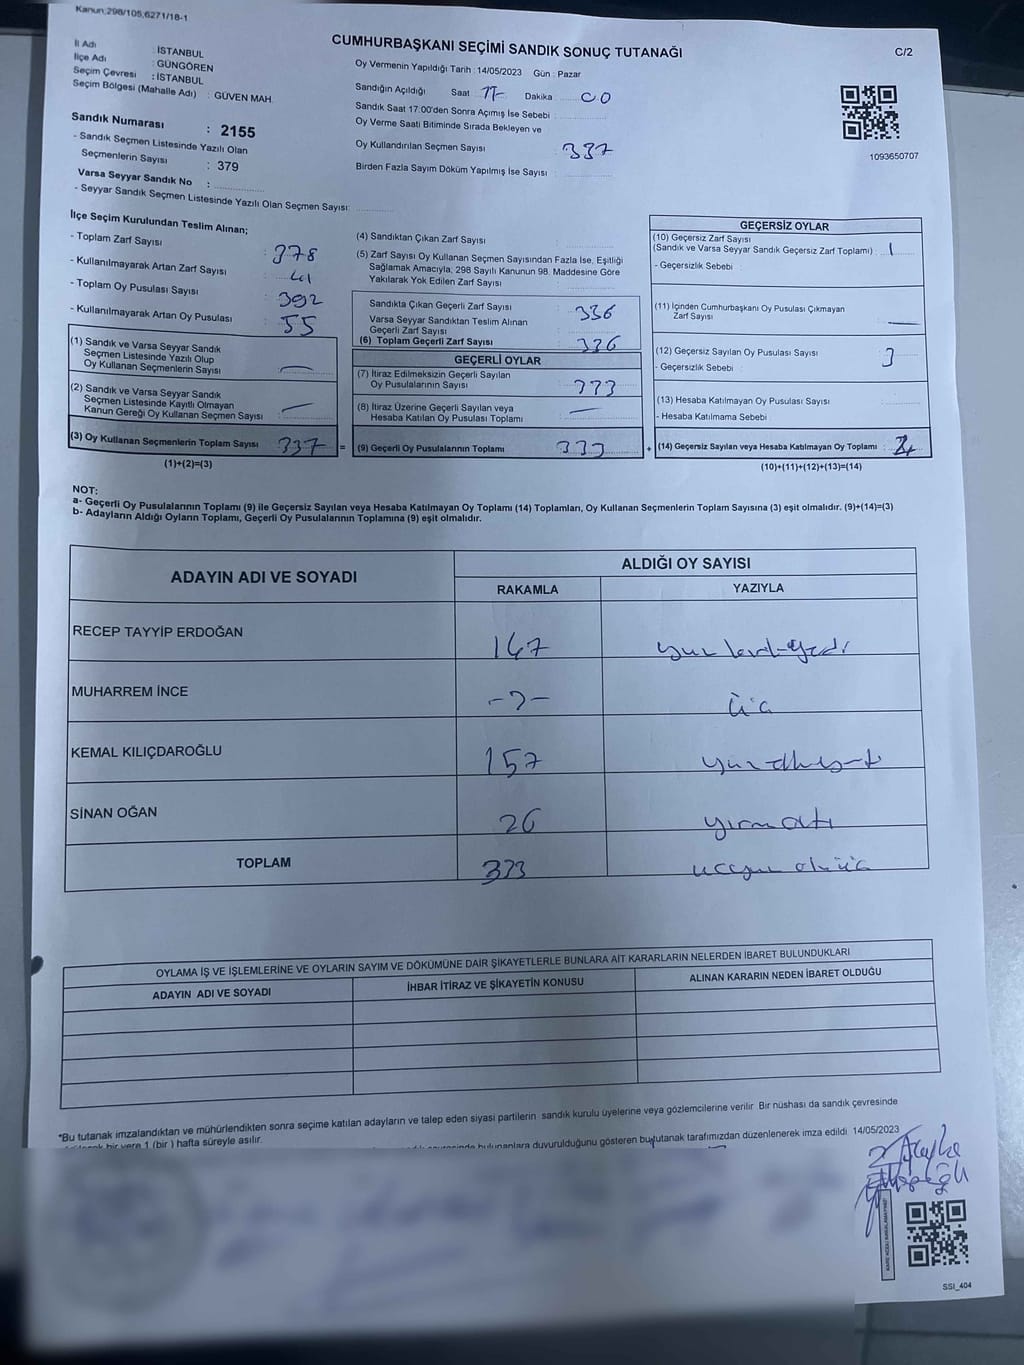 Kanun,298/105,6271/18-1
CUMHURBAŞKANI SEÇİMİ SANDIK SONUÇ TUTANAĞI
C/2
İl Adı : İSTANBUL
İlçe Adı : GÜNGÖREN
Seçim Çevresi : İSTANBUL
Seçim Bölgesi (Mahalle Adı) : GÜVEN MAH.
Sandık Numarası : 2155
- Sandık Seçmen Listesinde Yazılı Olan
Seçmenlerin Sayısı : 379
Varsa Seyyar Sandık No :
- Seyyar Sandık Seçmen Listesinde Yazılı Olan Seçmen Sayısı:
Oy Vermenin Yapıldığı Tarih : 14/05/2023 Gün : Pazar
Sandığın Açıldığı Saat 17 Dakika 00
Sandık Saat 17:00'den Sonra Açımış İse Sebebi :
Oy Verme Saati Bitiminde Sırada Bekleyen ve
Oy Kullandırılan Seçmen Sayısı : 337
Birden Fazla Sayım Döküm Yapılmış İse Sayısı :
1093650707
İlçe Seçim Kurulundan Teslim Alınan;
- Toplam Zarf Sayısı : 378
- Kullanılmayarak Artan Zarf Sayısı : 41
- Toplam Oy Pusulası Sayısı : 392
- Kullanılmayarak Artan Oy Pusulası : 55
(1) Sandık ve Varsa Seyyar Sandık
Seçmen Listesinde Yazılı Olup
Oy Kullanan Seçmenlerin Sayısı : —
(2) Sandık ve Varsa Seyyar Sandık
Seçmen Listesinde Kayıtlı Olmayan
Kanun Gereği Oy Kullanan Seçmen Sayısı : —
(3) Oy Kullanan Seçmenlerin Toplam Sayısı : 337 =
(1)+(2)=(3)
(4) Sandıktan Çıkan Zarf Sayısı :
(5) Zarf Sayısı Oy Kullanan Seçmen Sayısından Fazla İse, Eşitliği
Sağlamak Amacıyla, 298 Sayılı Kanunun 98. Maddesine Göre
Yakılarak Yok Edilen Zarf Sayısı :
Sandıkta Çıkan Geçerli Zarf Sayısı : 336
Varsa Seyyar Sandıktan Teslim Alınan
Geçerli Zarf Sayısı :
(6) Toplam Geçerli Zarf Sayısı : 336
GEÇERLİ OYLAR
(7) İtiraz Edilmeksizin Geçerli Sayılan
Oy Pusulalarının Sayısı : 333
(8) İtiraz Üzerine Geçerli Sayılan veya
Hesaba Katılan Oy Pusulası Toplamı : —
(9) Geçerli Oy Pusulalarının Toplamı : 333 +
GEÇERSİZ OYLAR
(10) Geçersiz Zarf Sayısı
(Sandık ve Varsa Seyyar Sandık Geçersiz Zarf Toplamı) : 1
- Geçersizlik Sebebi :
(11) İçinden Cumhurbaşkanı Oy Pusulası Çıkmayan
Zarf Sayısı : —
(12) Geçersiz Sayılan Oy Pusulası Sayısı : 3
- Geçersizlik Sebebi :
(13) Hesaba Katılmayan Oy Pusulası Sayısı :
- Hesaba Katılmama Sebebi :
(14) Geçersiz Sayılan veya Hesaba Katılmayan Oy Toplamı :
(10)+(11)+(12)+(13)=(14)
NOT:
a- Geçerli Oy Pusulalarının Toplamı (9) ile Geçersiz Sayılan veya Hesaba Katılmayan Oy Toplamı (14) Toplamları, Oy Kullanan Seçmenlerin Toplam Sayısına (3) eşit olmalıdır. (9)+(14)=(3)
b- Adayların Aldığı Oyların Toplamı, Geçerli Oy Pusulalarının Toplamına (9) eşit olmalıdır.
ADAYIN ADI VE SOYADI
ALDIĞI OY SAYISI
RAKAMLA YAZIYLA
RECEP TAYYİP ERDOĞAN 147
MUHARREM İNCE -3- üç
KEMAL KILIÇDAROĞLU 157
SİNAN OĞAN 26
TOPLAM 333
OYLAMA İŞ VE İŞLEMLERİNE VE OYLARIN SAYIM VE DÖKÜMÜNE DAİR ŞİKAYETLERLE BUNLARA AİT KARARLARIN NELERDEN İBARET BULUNDUKLARI
ADAYIN ADI VE SOYADI İHBAR İTİRAZ VE ŞİKAYETİN KONUSU ALINAN KARARIN NEDEN İBARET OLDUĞU
*Bu tutanak imzalandıktan ve mühürlendikten sonra seçime katılan adayların ve talep eden siyasi partilerin sandık kurulu üyelerine veya gözlemcilerine verilir Bir nüshası da sandık çevresinde
bir yere 1 (bir ) hafta süreyle asılır.
bulunanlara duyurulduğunu gösteren bu tutanak tarafımızdan düzenlenerek imza edildi 14/05/2023
SSI_404